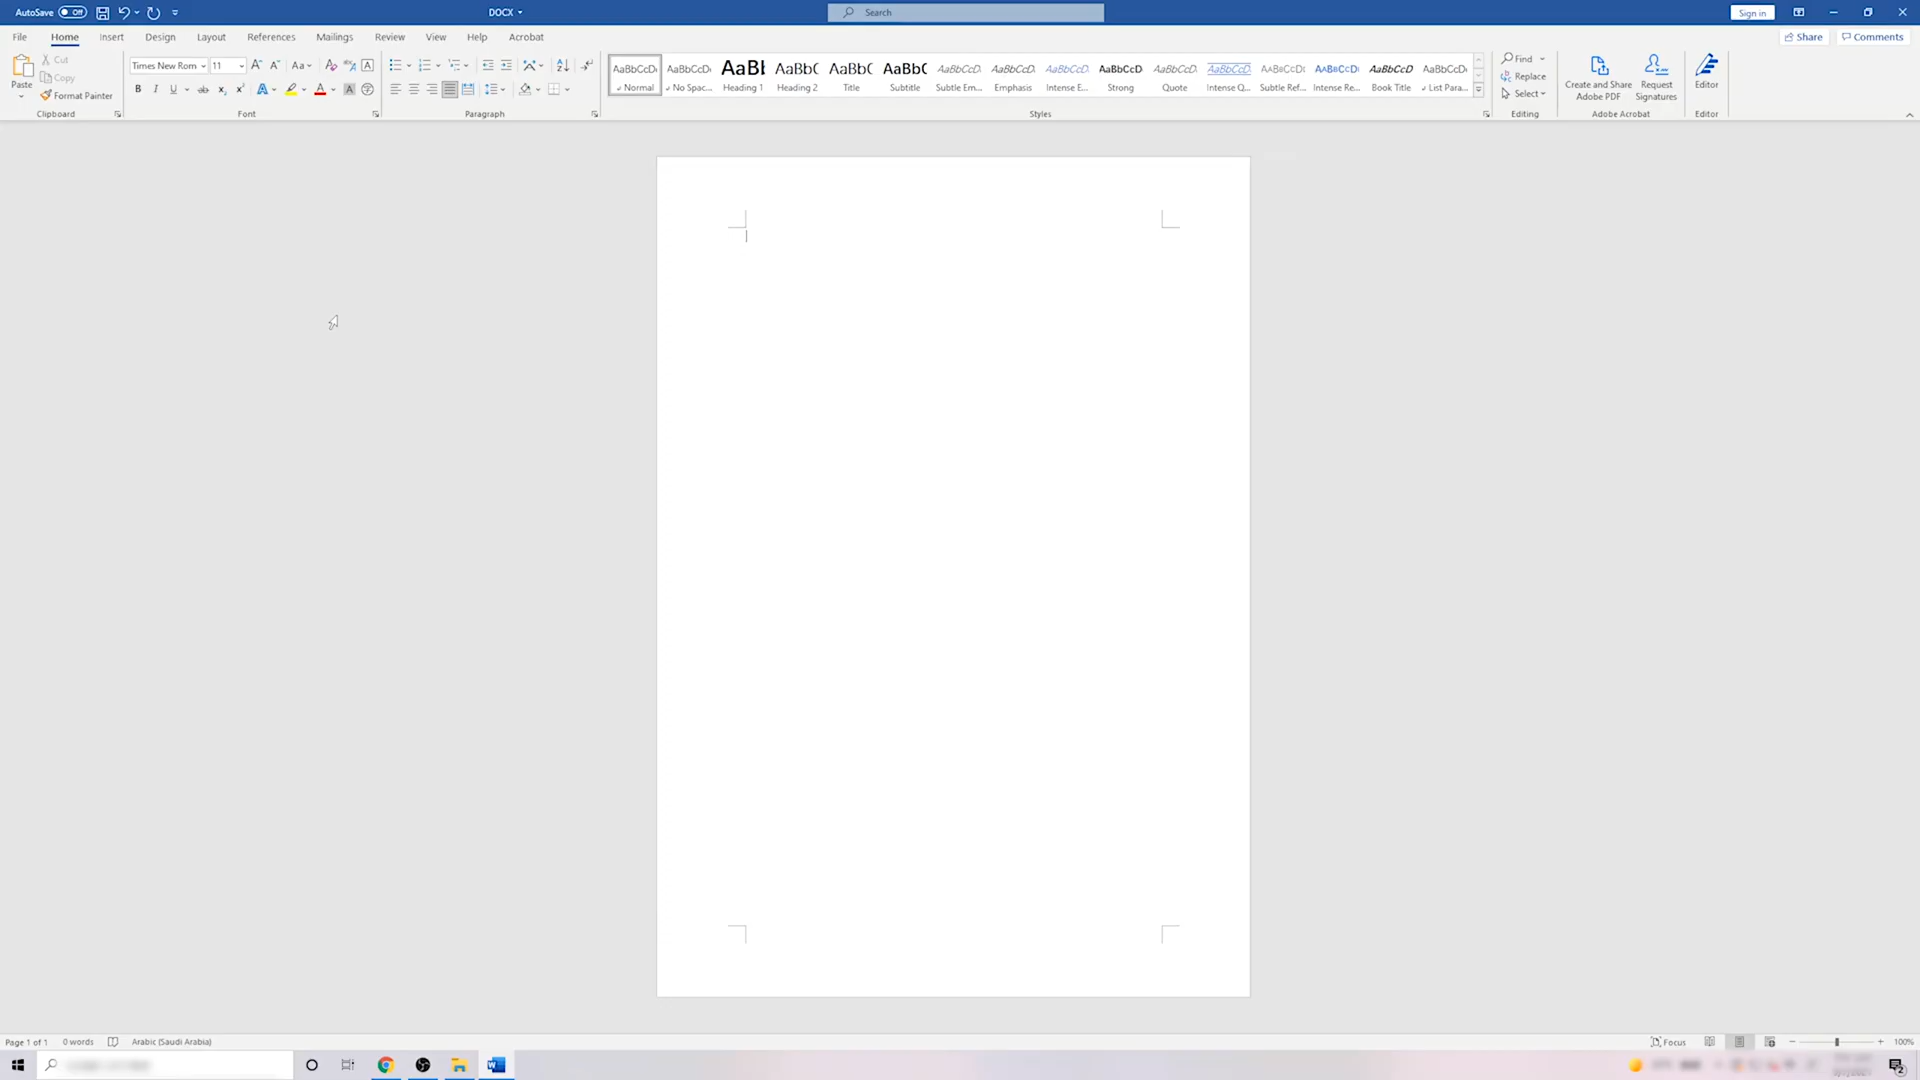 AutoSave Off
DOCX
Search
Sign in
File Home Insert Design Layout References Mailings Review View Help Acrobat
Share Comments
Paste
Cut
Copy
Format Painter
Clipboard
Times New Rom 11
Font
Paragraph
AaBbCcDc AaBbCcDc AaBb AaBbC AaBbC AaBbC AaBbCcD AaBbCcD AaBbCcD AaBbCcD AaBbCcD AaBbCcD AaBbCcDc AaBbCcD AaBbCcD AaBbCcDc
Normal No Spac... Heading 1 Heading 2 Title Subtitle Subtle Em... Emphasis Intense E... Strong Quote Intense Q... Subtle Ref... Intense Re... Book Title List Para...
Styles
Find
Replace
Select
Editing
Create and Share
Adobe PDF
Request
Signatures
Adobe Acrobat
Editor
Editor
Page 1 of 1 0 words Arabic (Saudi Arabia)
Focus 100%